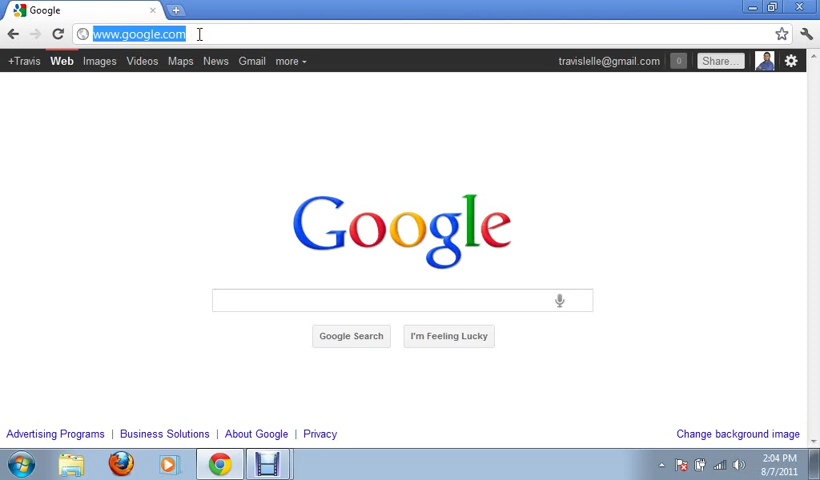 Google
www.google.com
+Travis Web Images Videos Maps News Gmail more travislelle@gmail.com 0 Share...
Google
Google Search I'm Feeling Lucky
Advertising Programs | Business Solutions | About Google | Privacy Change background image
2:04 PM
8/7/2011